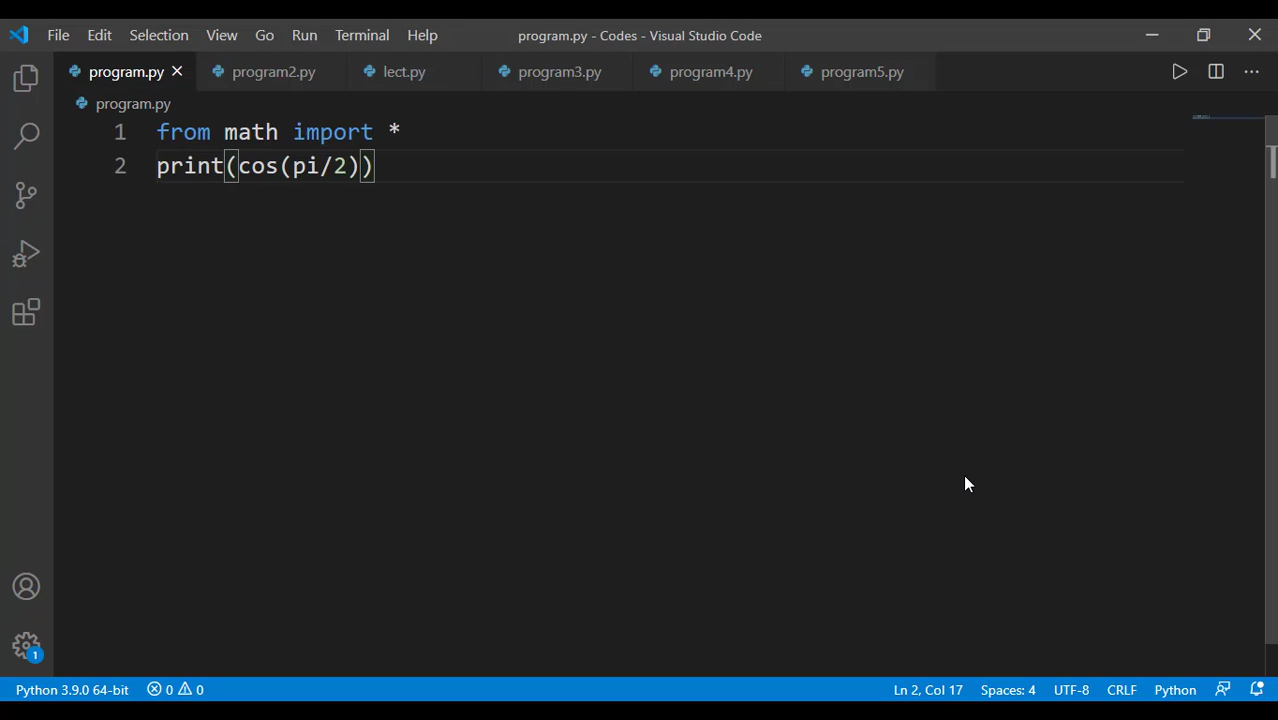 File Edit Selection View Go Run Terminal Help program.py - Codes - Visual Studio Code
program.py program2.py lect.py program3.py program4.py program5.py
program.py
1 from math import *
2 print(cos(pi/2))
1
Python 3.9.0 64-bit 0 0 Ln 2, Col 17 Spaces: 4 UTF-8 CRLF Python